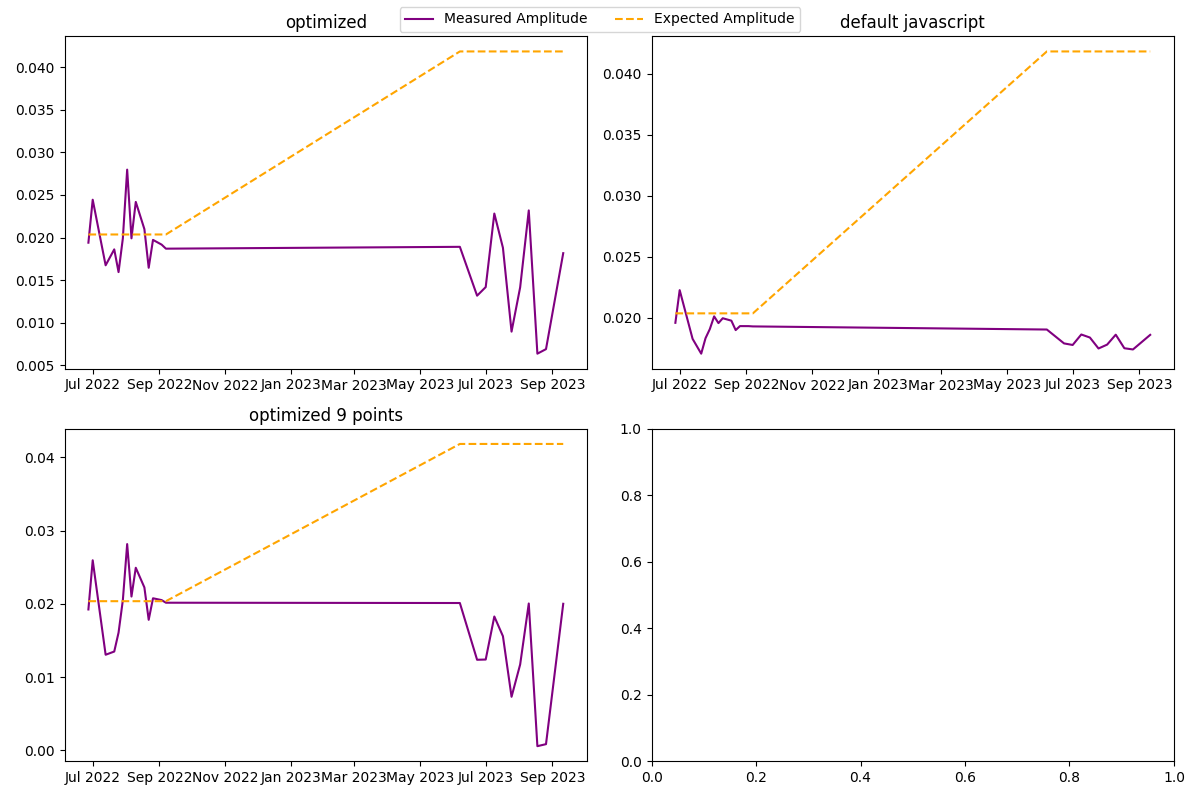 optimized
Measured Amplitude
Expected Amplitude
default javascript
0.040
0.035
0.030
0.025
0.020
0.015
0.010
0.005
Jul 2022 Sep 2022 Nov 2022 Jan 2023 Mar 2023 May 2023 Jul 2023 Sep 2023
0.040
0.035
0.030
0.025
0.020
Jul 2022 Sep 2022 Nov 2022 Jan 2023 Mar 2023 May 2023 Jul 2023 Sep 2023
optimized 9 points
0.04
0.03
0.02
0.01
0.00
Jul 2022 Sep 2022 Nov 2022 Jan 2023 Mar 2023 May 2023 Jul 2023 Sep 2023
1.0
0.8
0.6
0.4
0.2
0.0
0.0 0.2 0.4 0.6 0.8 1.0